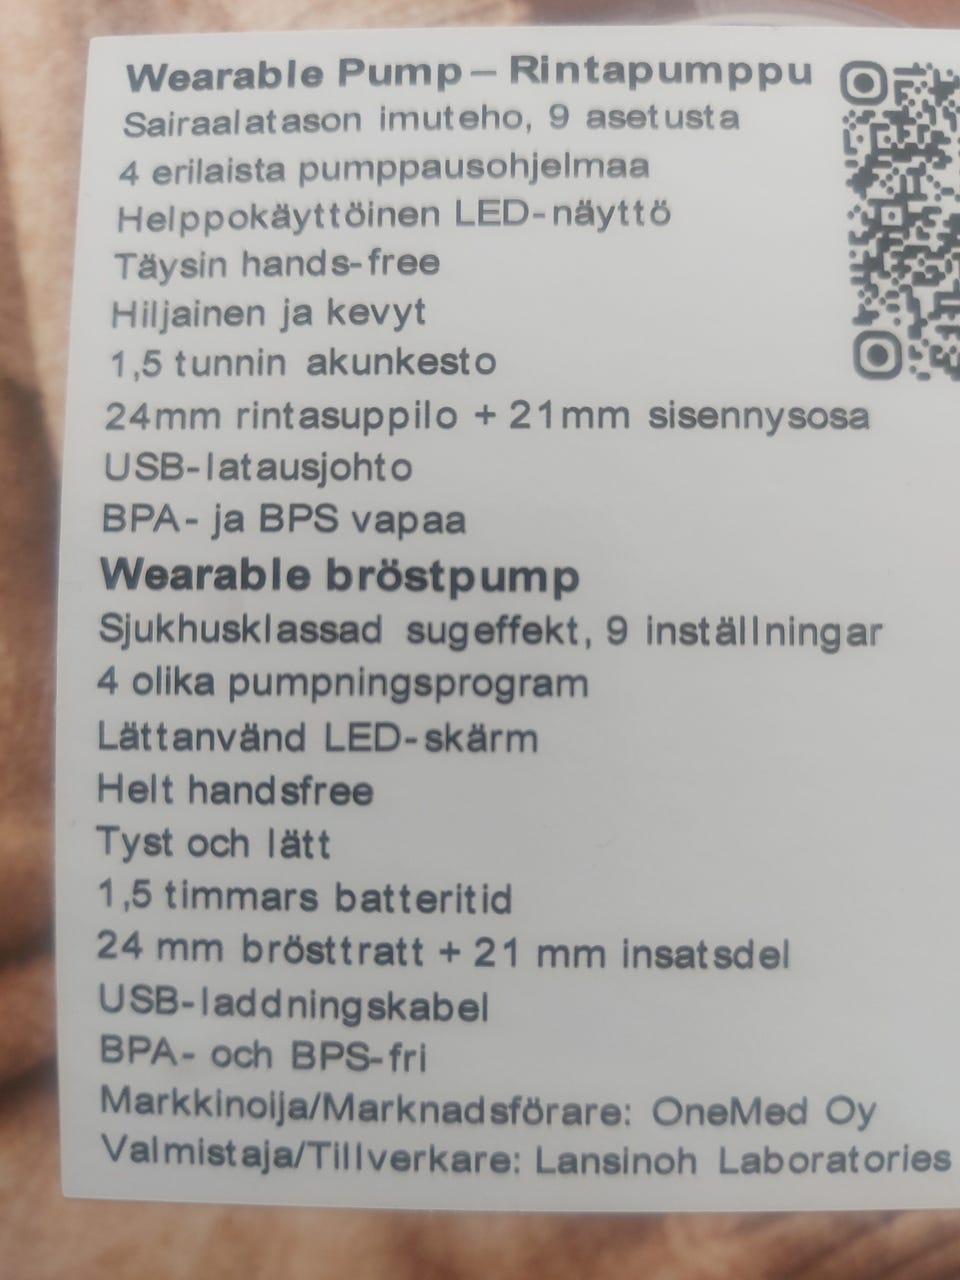 Wearable Pump – Rintapumppu
Sairaalatason imuteho, 9 asetusta
4 erilaista pumppausohjelmaa
Helppokäyttöinen LED-näyttö
Täysin hands-free
Hiljainen ja kevyt
1,5 tunnin akunkesto
24mm rintasuppilo + 21mm sisennysosa
USB-latausjohto
BPA- ja BPS vapaa
Wearable bröstpump
Sjukhusklassad sugeffekt, 9 inställningar
4 olika pumpningsprogram
Lättanvänd LED-skärm
Helt handsfree
Tyst och lätt
1,5 timmars batteritid
24 mm brösttratt + 21 mm insatsdel
USB-laddningskabel
BPA- och BPS-fri
Markkinoija/Marknadsförare: OneMed Oy
Valmistaja/Tillverkare: Lansinoh Laboratories